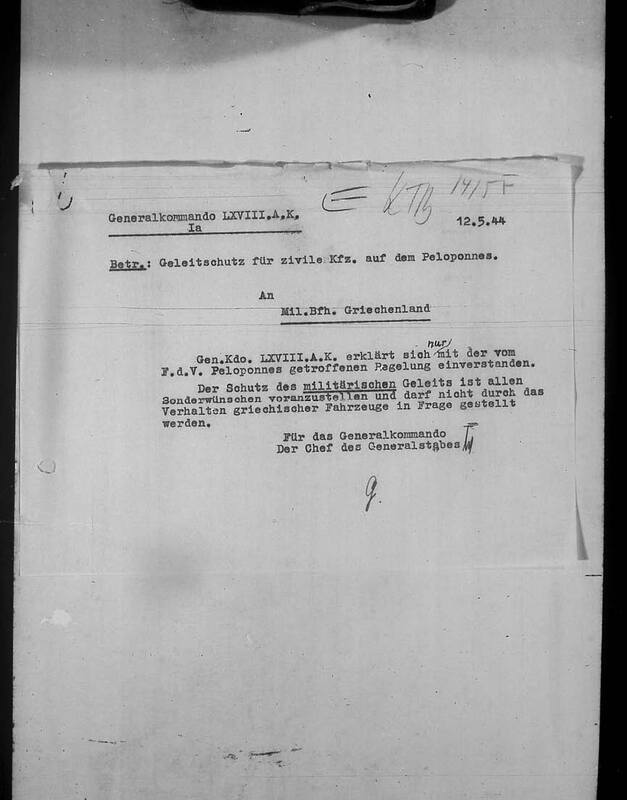 KTB 14/5 F
Generalkommando LXVIII.A.K.
Ia
12.5.44
Betr.: Geleitschutz für zivile Kfz. auf dem Peloponnes.
An
Mil.Bfh. Griechenland
nur
Gen.Kdo. LXVIII.A.K. erklärt sich mit der vom
F.d.V. Peloponnes getroffenen Regelung einverstanden.
Der Schutz des militärischen Geleits ist allen
Sonderwünschen voranzustellen und darf nicht durch das
Verhalten griechischer Fahrzeuge in Frage gestellt
werden.
Für das Generalkommando
Der Chef des Generalstabes
g.